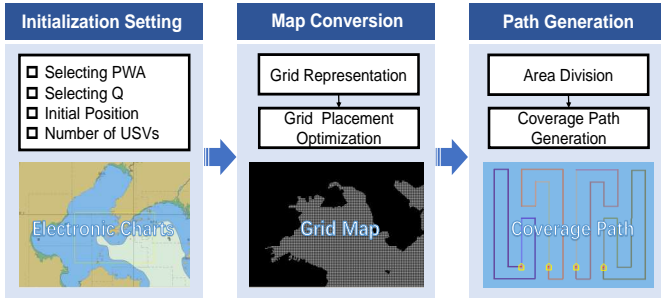 Initialization Setting
Selecting PWA
Selecting Q
Initial Position
Number of USVs
Electronic Charts
Map Conversion
Grid Representation
Grid Placement
Optimization
Grid Map
Path Generation
Area Division
Coverage Path
Generation
Coverage Path